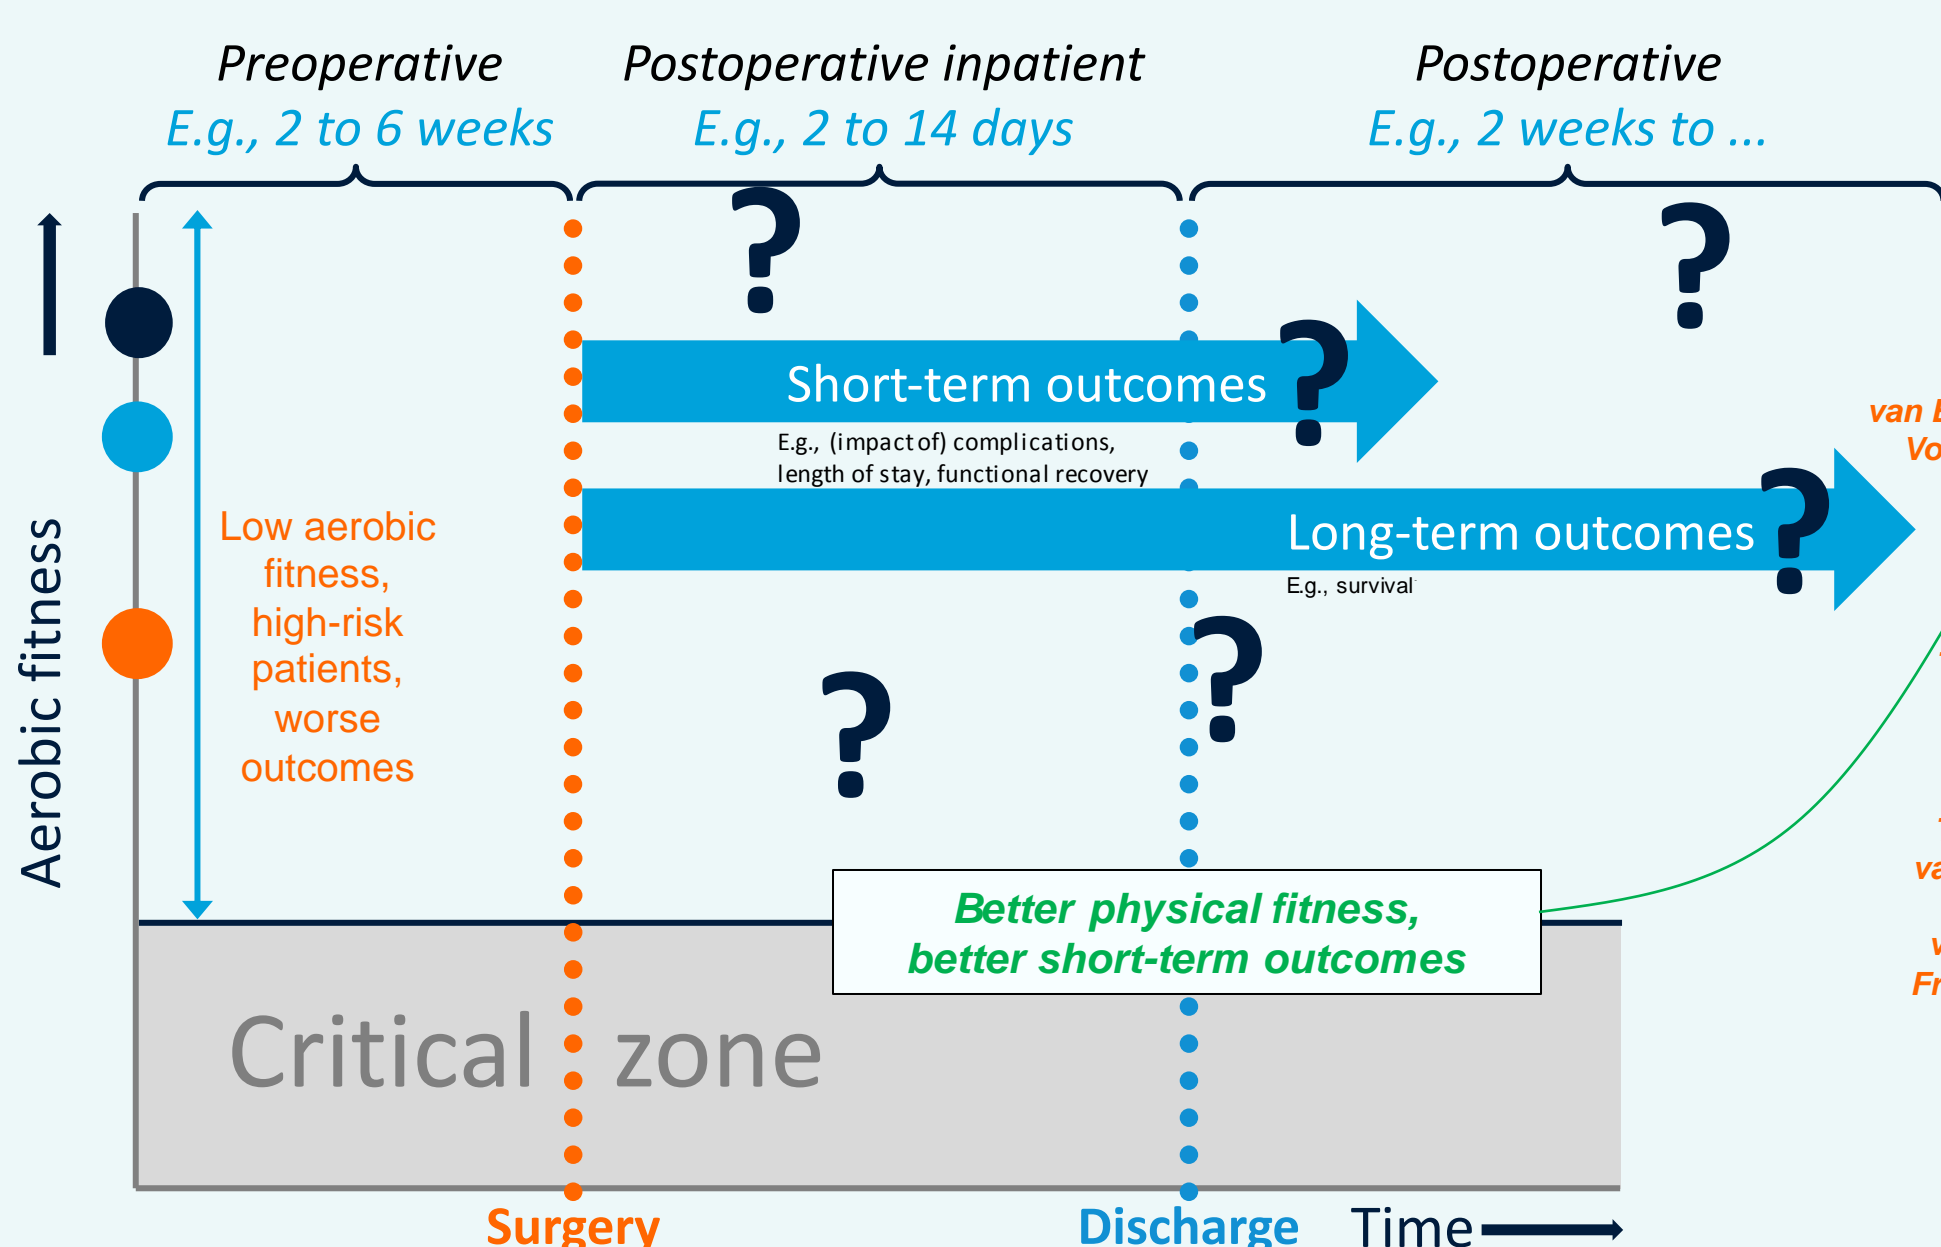 Preoperative
E.g., 2 to 6 weeks
Postoperative inpatient
E.g., 2 to 14 days
Postoperative
E.g., 2 weeks to ...
?
?
Short-term outcomes ?
E.g., (impact of) complications,
length of stay, functional recovery
Long-term outcomes ?
E.g., survival
Aerobic fitness
Low aerobic
fitness,
high-risk
patients,
worse
outcomes
?
?
van
Better physical fitness,
better short-term outcomes
Critical zone
Surgery
Discharge
Time